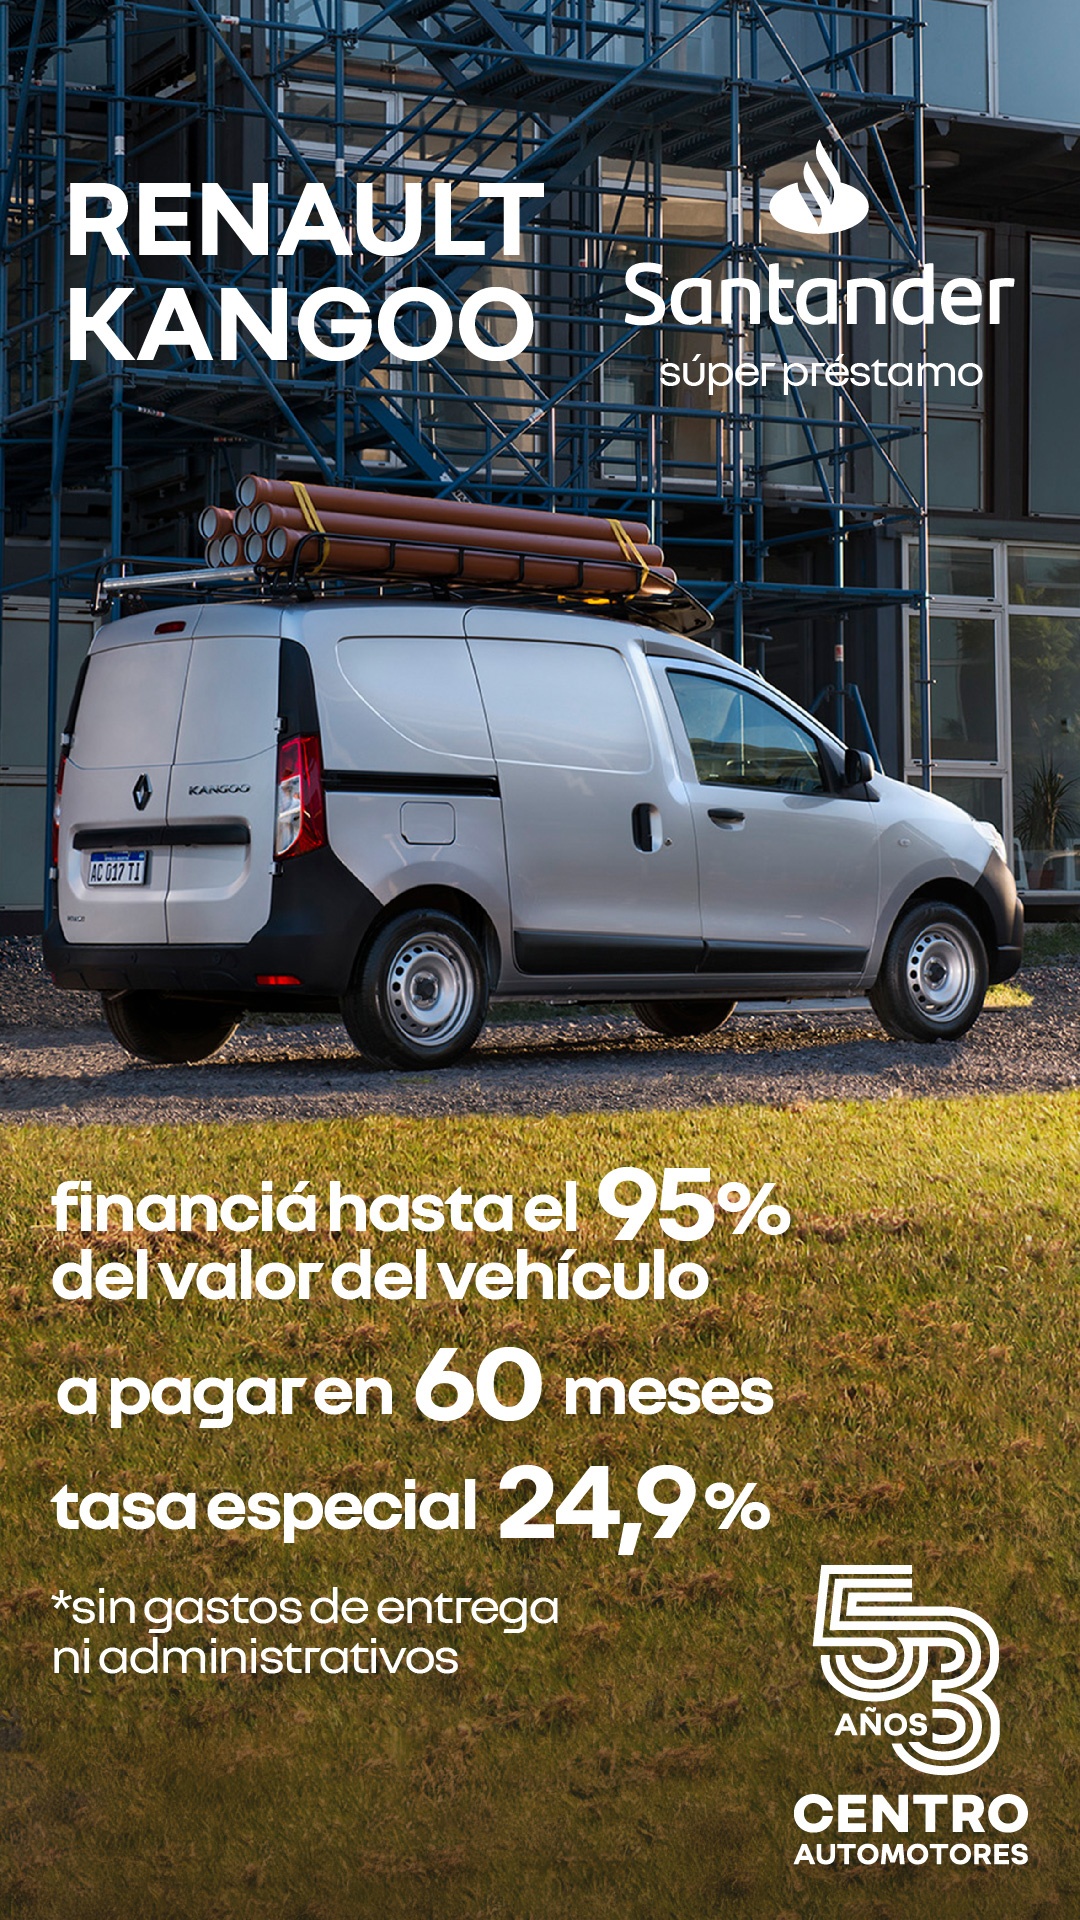 RENAULT
KANGOO
Santander
súper préstamo
KANGOO
AC 017 TI
financiá hasta el 95%
del valor del vehículo
a pagar en 60 meses
tasa especial 24,9%
*sin gastos de entrega
ni administrativos
53
AÑOS
CENTRO
AUTOMOTORES